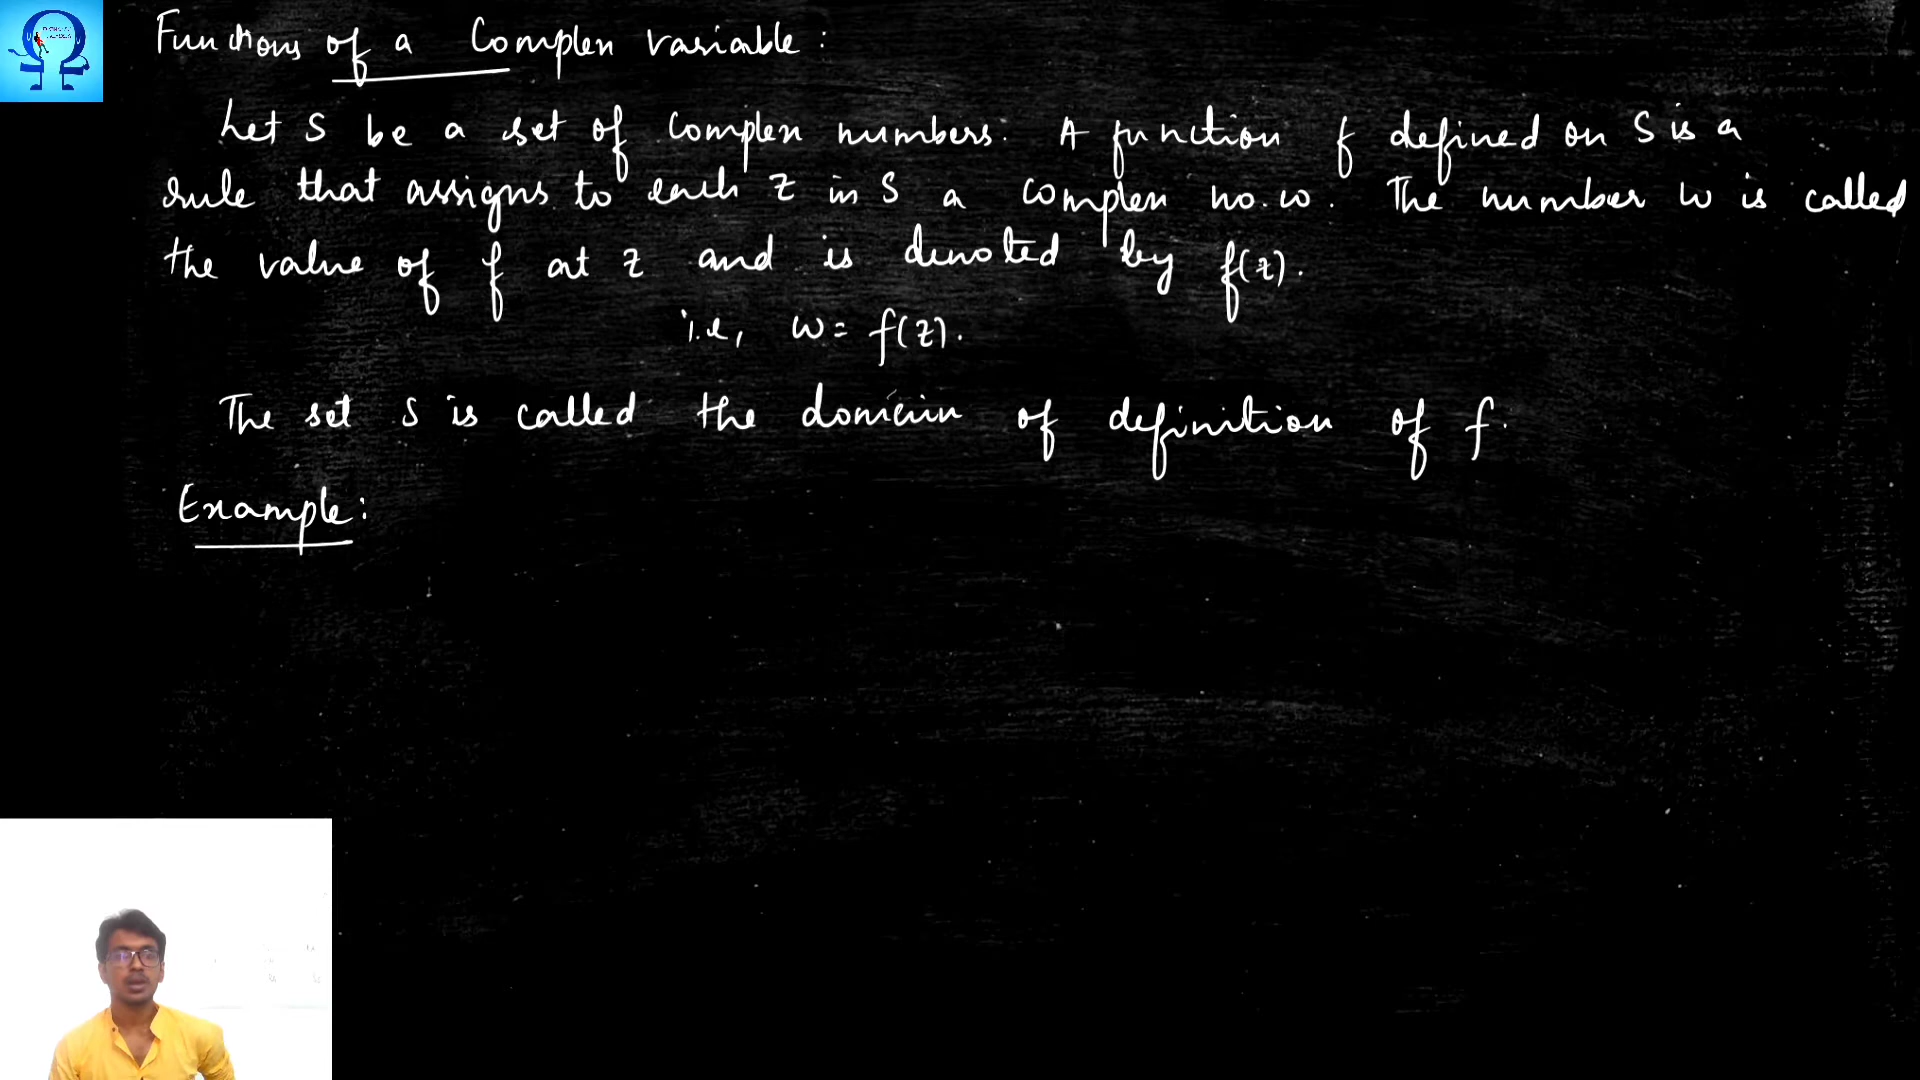 Functions of a Complex variable:
Let S be a set of complex numbers. A function f defined on S is a
rule that assigns to each z in S a complex no. w. The number w is called
the value of f at z and is denoted by f(z).
i.e, w = f(z).
The set S is called the domain of definition of f.
Example: